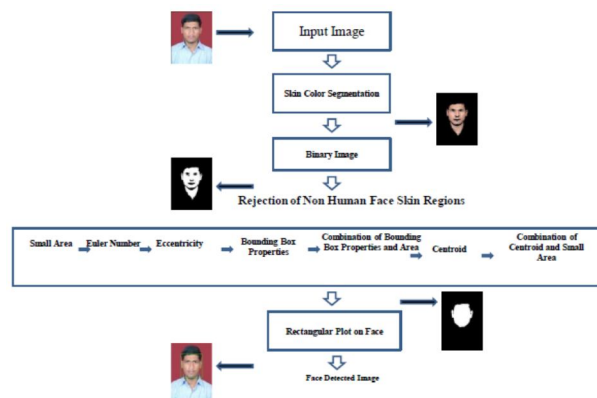 Input Image
Skin Color Segmentation
Binary Image
Rejection of Non Human Face Skin Regions
Small Area
Euler Number
Eccentricity
Bounding Box
Properties
Combination of Bounding
Box Properties and Area
Centroid
Combination of
Centroid and Small
Area
Rectangular Plot on Face
Face Detected Image